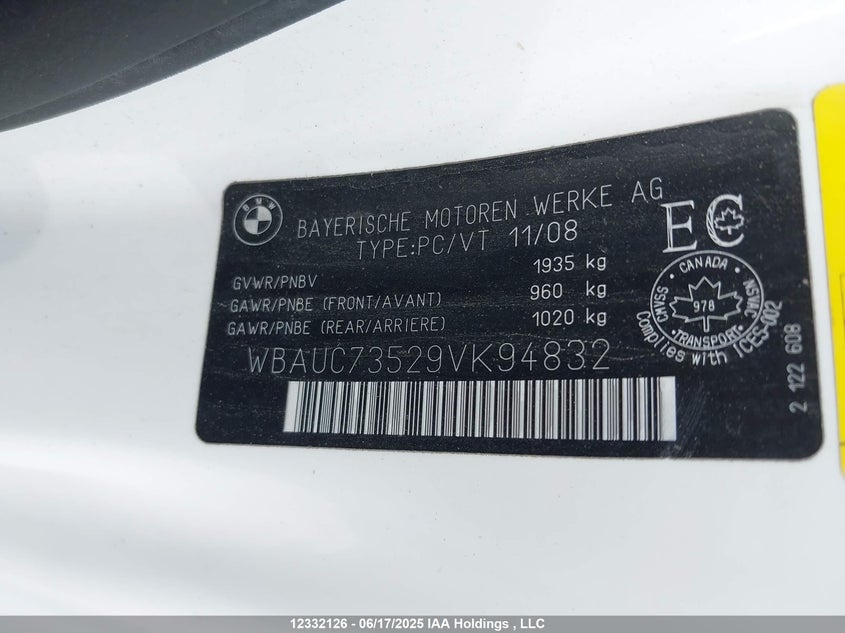 BMW
BAYERISCHE MOTOREN WERKE AG
TYPE:PC/VT 11/08
GVWR/PNBV 1935 kg
GAWR/PNBE (FRONT/AVANT) 960 kg
GAWR/PNBE (REAR/ARRIERE) 1020 kg
WBAUC73529VK94832
EC
CANADA
CMVSS 978 NSVAC
TRANSPORT
Complies with ICES-002
2 122 608
12332126 - 06/17/2025 IAA Holdings , LLC